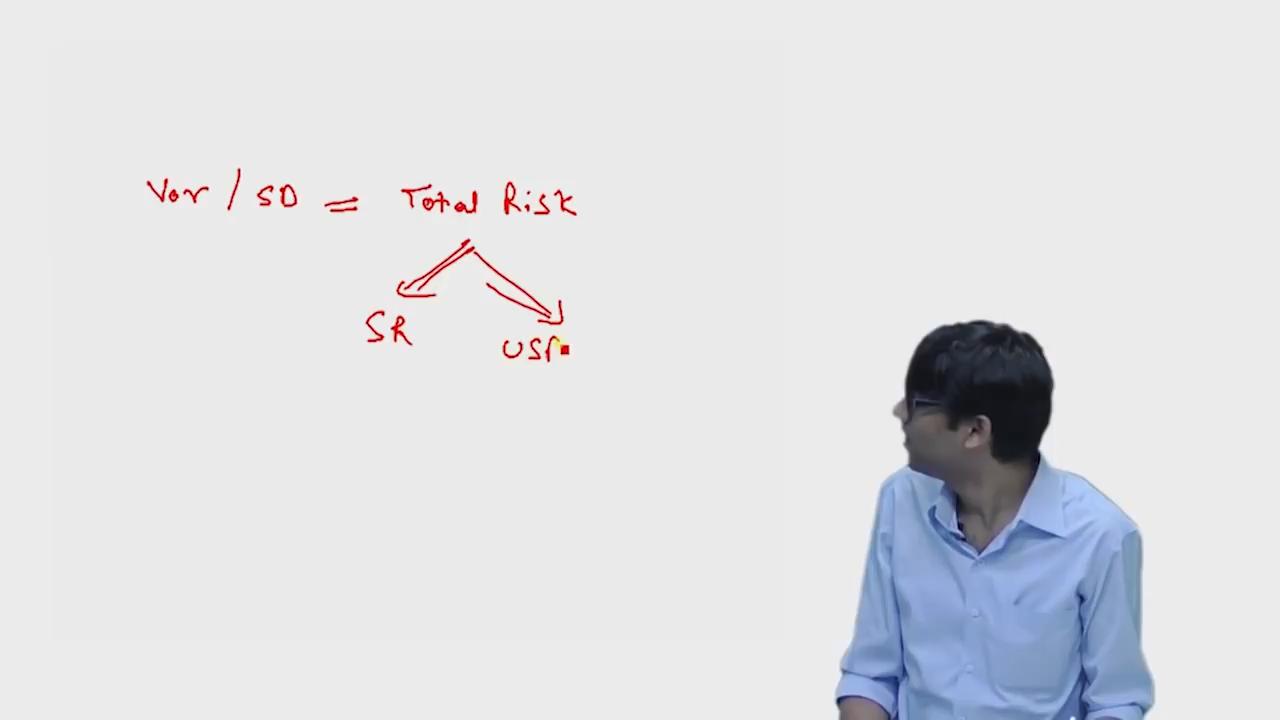 Var / SD = Total Risk
SR
USR